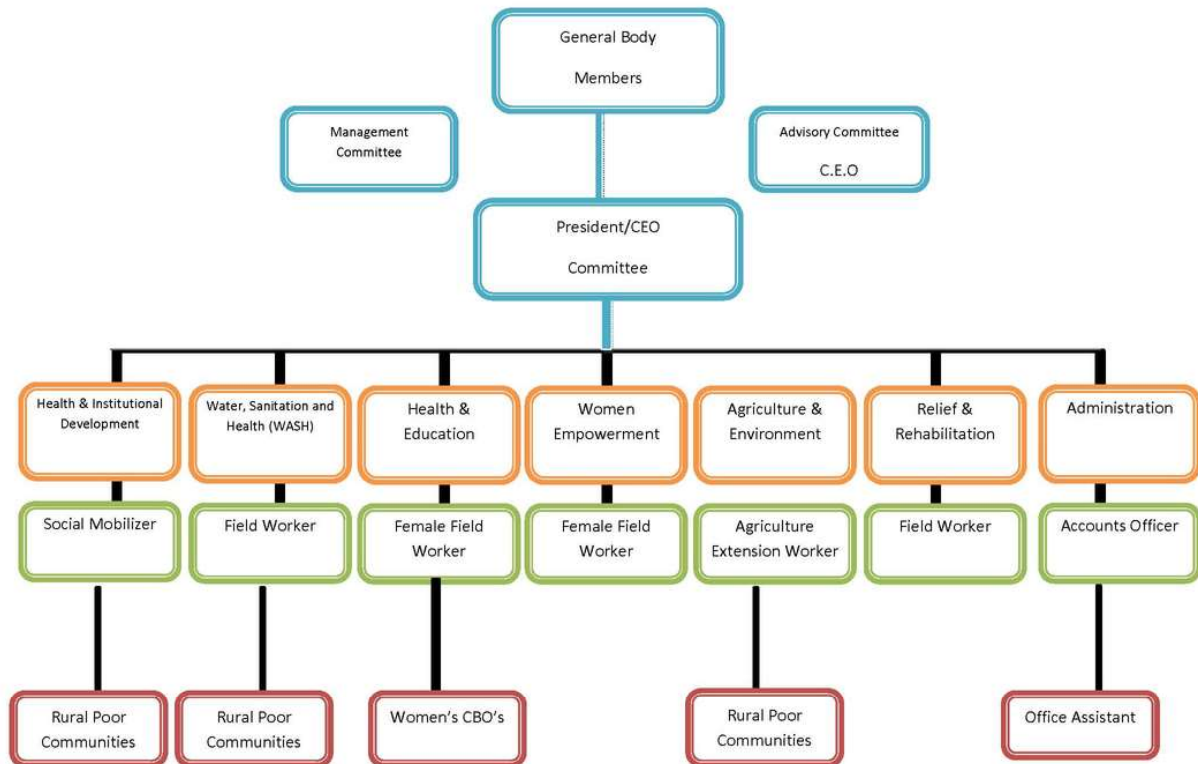 General Body
Members
Management
Committee
Advisory Committee
C.E.O
President/CEO
Committee
Health & Institutional
Development
Water, Sanitation and
Health (WASH)
Health &
Education
Women
Empowerment
Agriculture &
Environment
Relief &
Rehabilitation
Administration
Social Mobilizer
Field Worker
Female Field
Worker
Female Field
Worker
Agriculture
Extension Worker
Field Worker
Accounts Officer
Rural Poor
Communities
Rural Poor
Communities
Women's CBO's
Rural Poor
Communities
Office Assistant